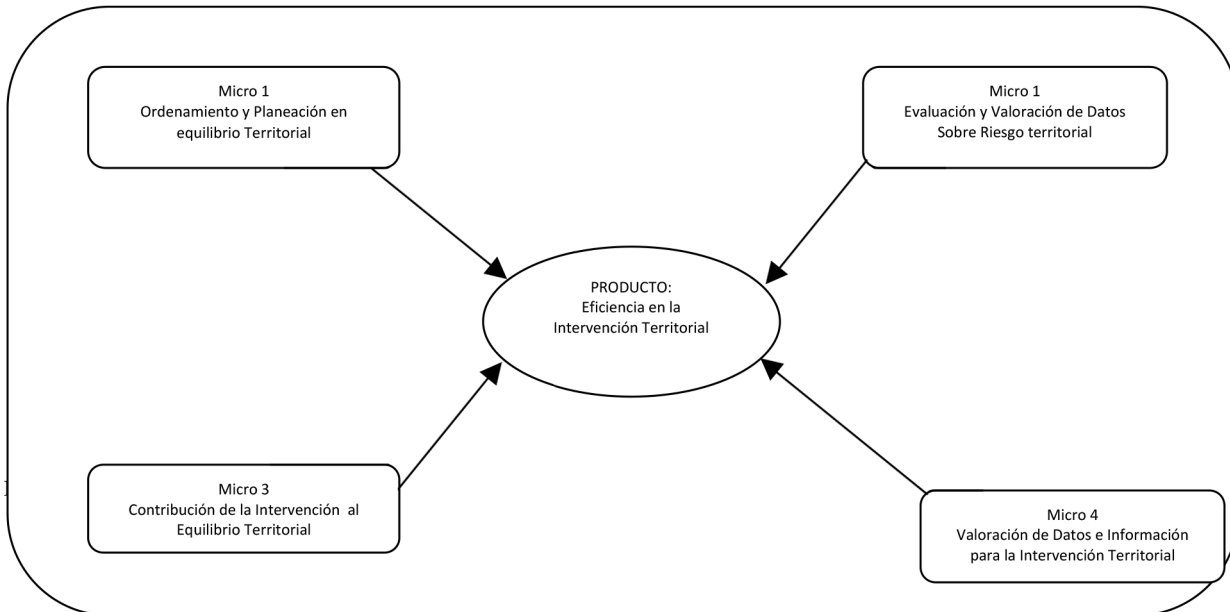 Micro 1
Ordenamiento y Planeación en
equilibrio Territorial
Micro 1
Evaluación y Valoración de Datos
Sobre Riesgo territorial
PRODUCTO:
Eficiencia en la
Intervención Territorial
Micro 3
Contribución de la Intervención al
Equilibrio Territorial
Micro 4
Valoración de Datos e Información
para la Intervención Territorial